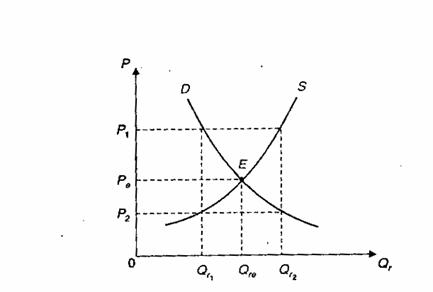 P
D S
P₁
E
Pₑ
P₂
0 Qᵣ₁ Qᵣₑ Qᵣ₂ Qᵣ